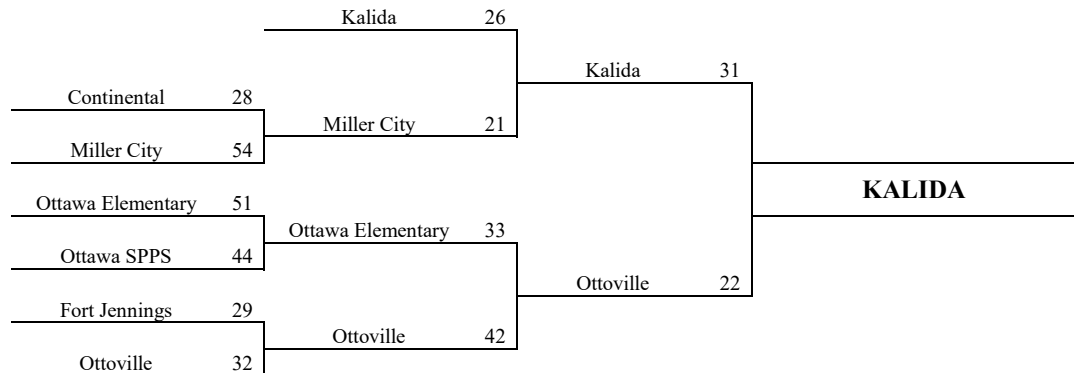 Kalida 26
Kalida 31
Continental 28
Miller City 21
Miller City 54
KALIDA
Ottawa Elementary 51
Ottawa Elementary 33
Ottawa SPPS 44
Ottoville 22
Fort Jennings 29
Ottoville 42
Ottoville 32